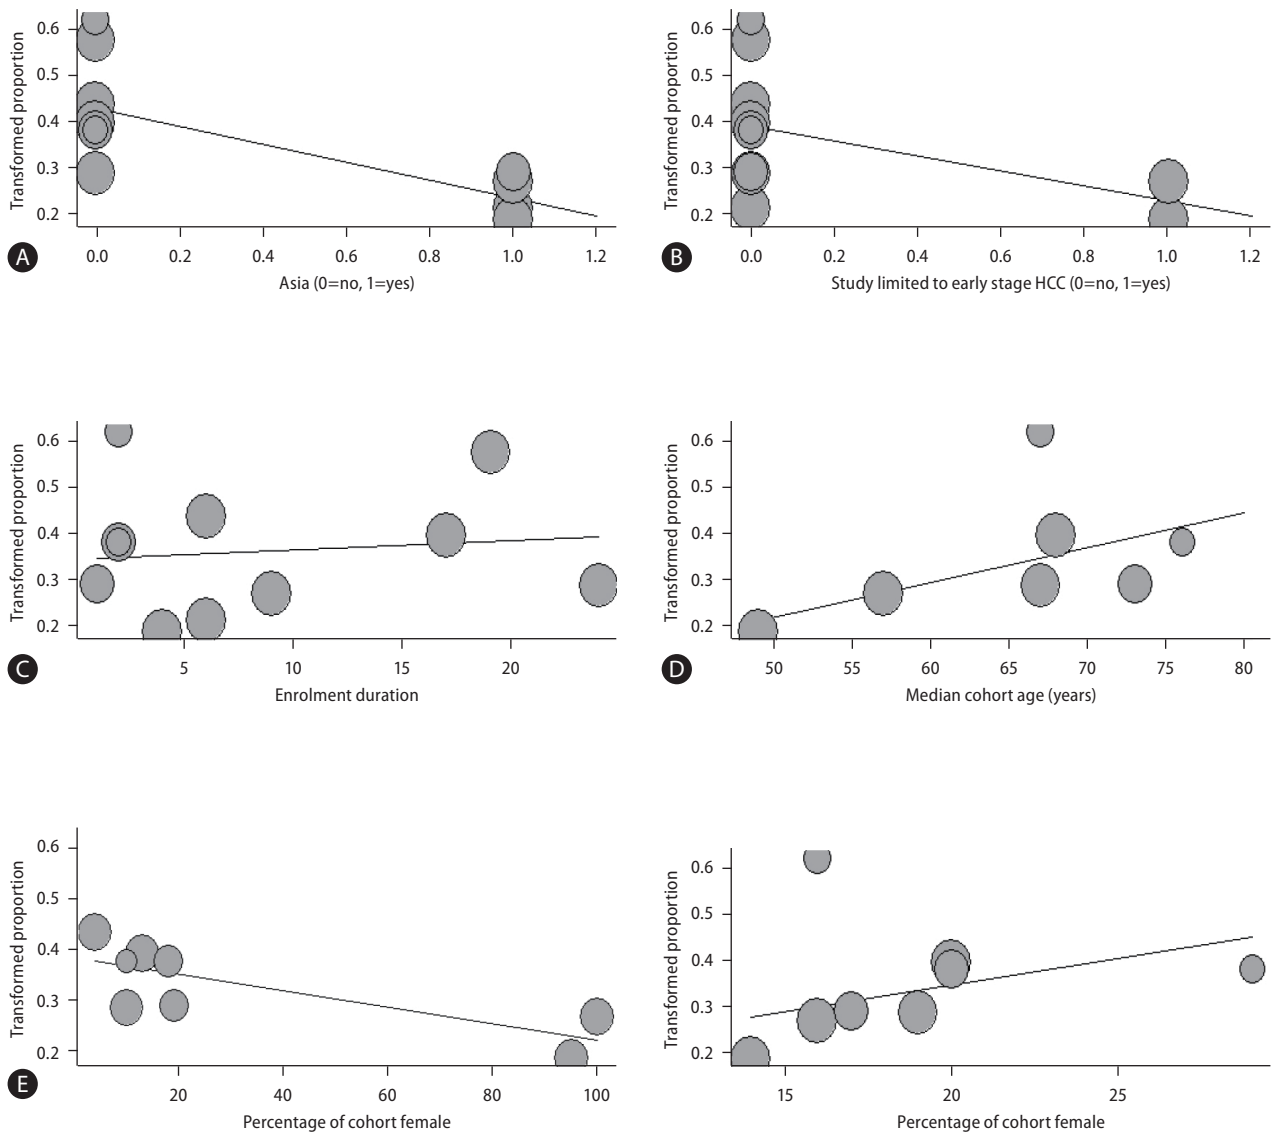 Transformed proportion
0.6
0.5
0.4
0.3
0.2
0.0 0.2 0.4 0.6 0.8 1.0 1.2
A
Asia (0=no, 1=yes)
Transformed proportion
0.6
0.5
0.4
0.3
0.2
0.0 0.2 0.4 0.6 0.8 1.0 1.2
B
Study limited to early stage HCC (0=no, 1=yes)
Transformed proportion
0.6
0.5
0.4
0.3
0.2
5 10 15 20
C
Enrolment duration
Transformed proportion
0.6
0.5
0.4
0.3
0.2
50 55 60 65 70 75 80
D
Median cohort age (years)
Transformed proportion
0.6
0.5
0.4
0.3
0.2
20 40 60 80 100
E
Percentage of cohort female
Transformed proportion
0.6
0.5
0.4
0.3
0.2
15 20 25
Percentage of cohort female